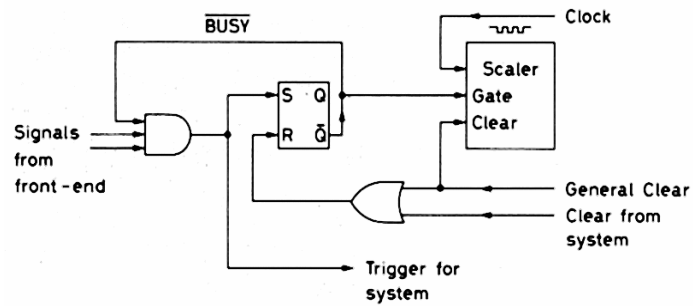 BUSY
Clock
Scaler
Gate
Clear
S Q
R Q̄
Signals
from
front-end
General Clear
Clear from
system
Trigger for
system